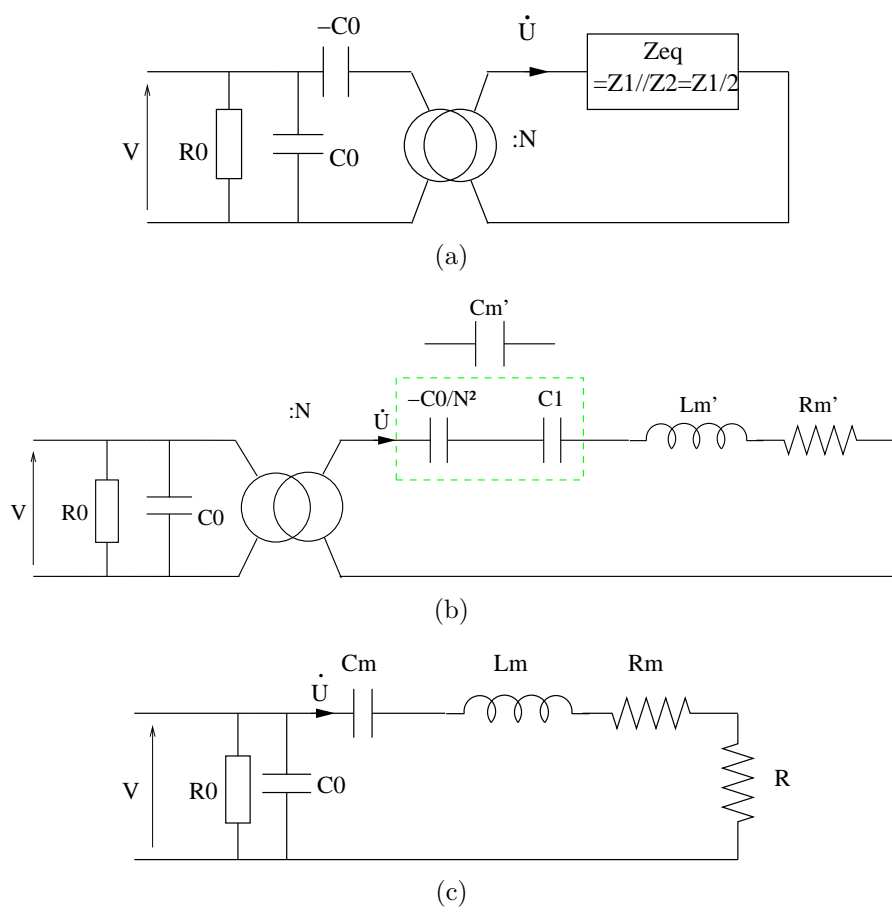 −C0
U̇
Zeq
=Z1//Z2=Z1/2
V
R0
C0
:N
(a)
Cm’
:N
U̇
−C0/N²
C1
Lm’
Rm’
V
R0
C0
(b)
Cm
Lm
Rm
U̇
V
R0
C0
R
(c)